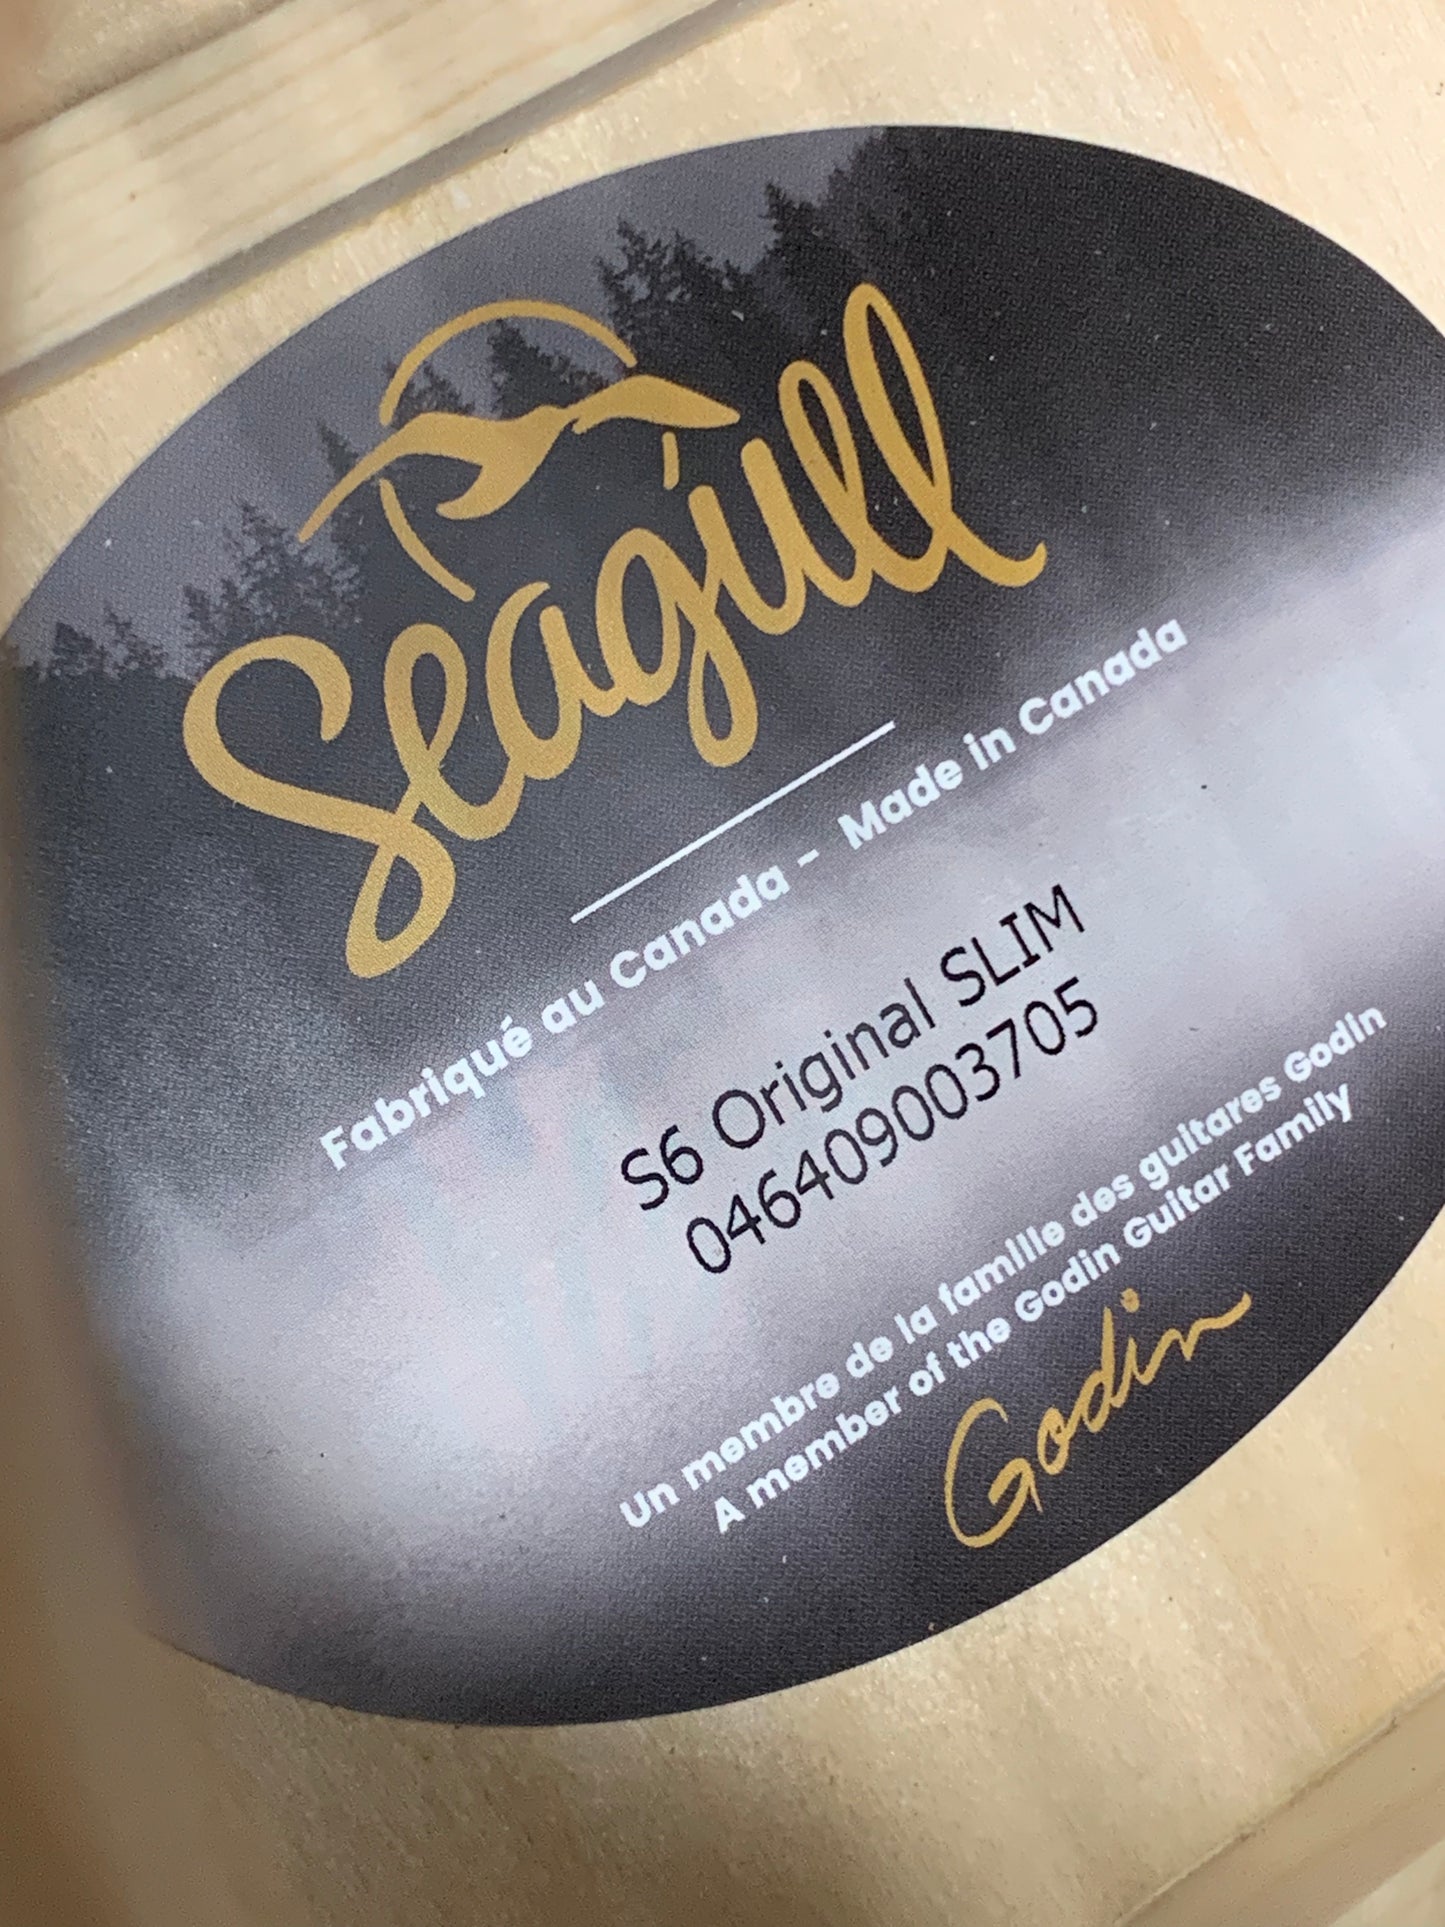 Seagull
Fabriqué au Canada - Made in Canada
S6 Original SLIM
046409003705
Un membre de la famille des guitares Godin
A member of the Godin Guitar Family
Godin